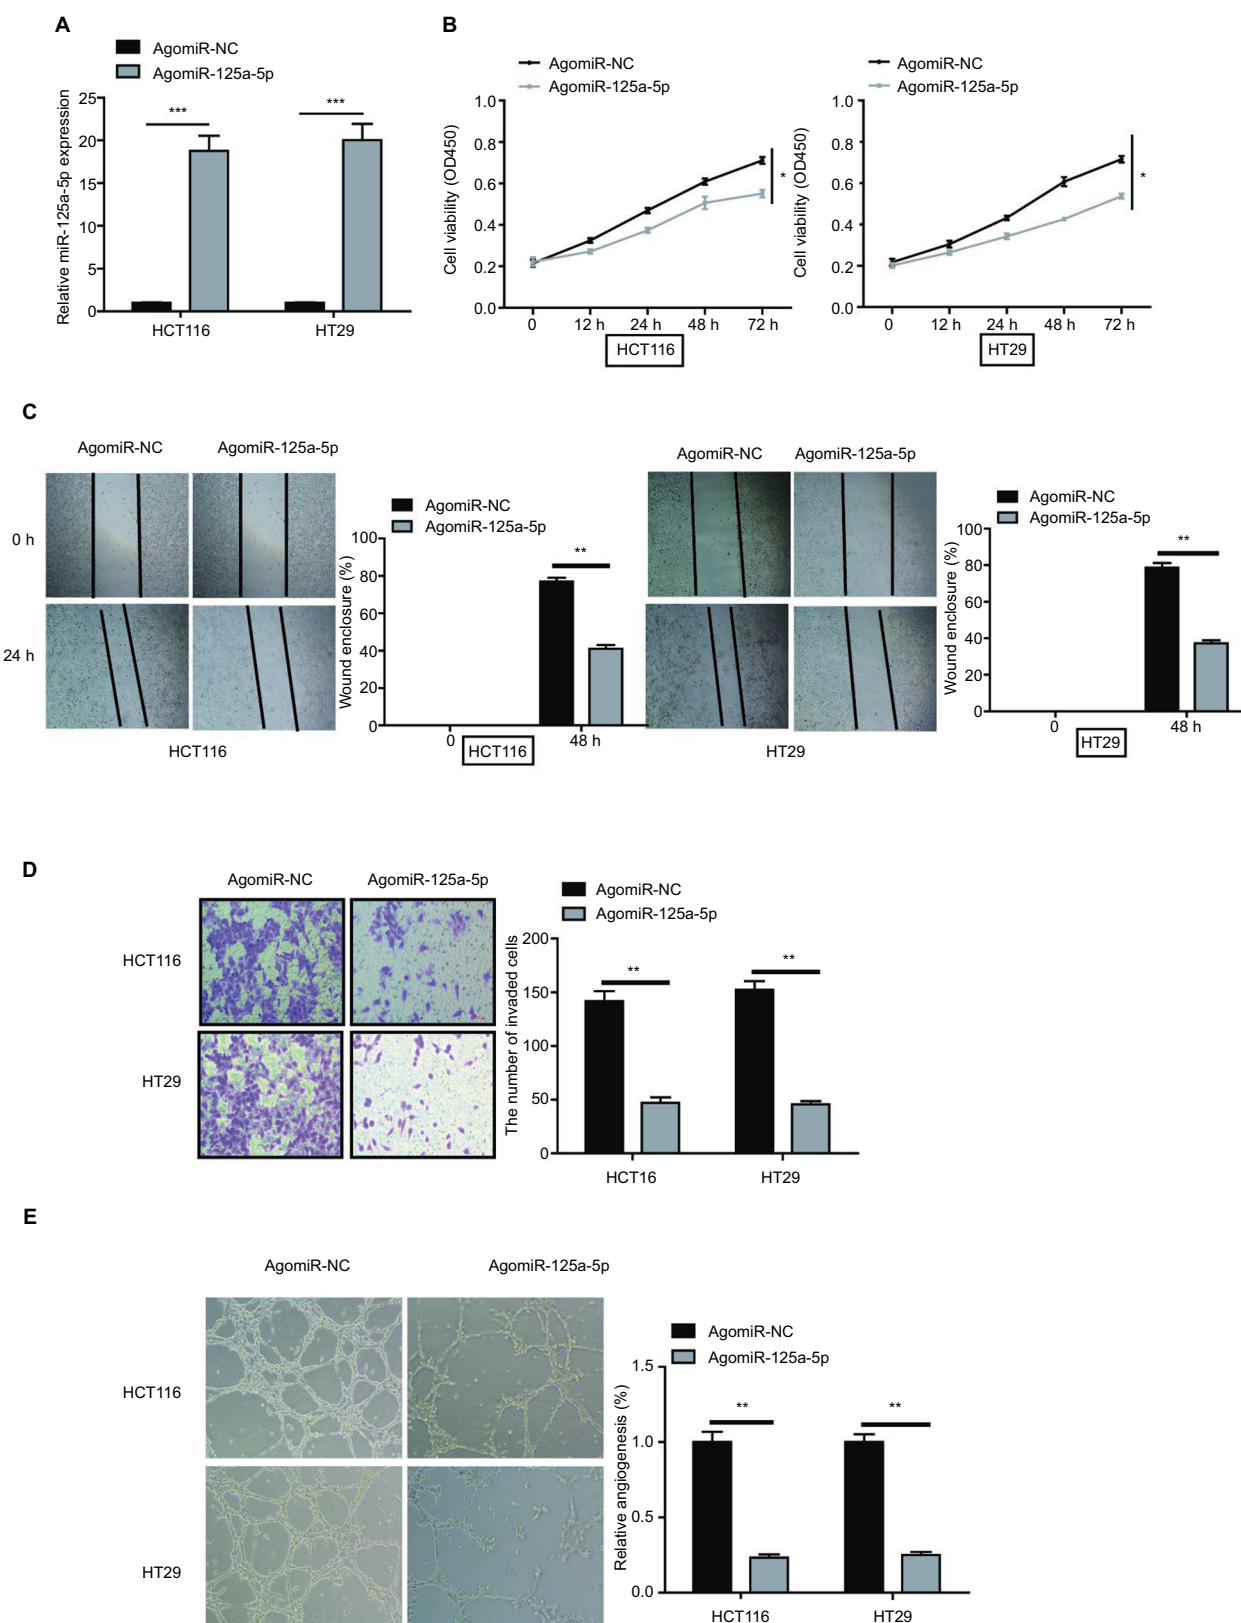 A
AgomiR-NC
AgomiR-125a-5p
Relative miR-125a-5p expression
25
20
15
10
5
0
***
***
HCT116
HT29
B
AgomiR-NC
AgomiR-125a-5p
Cell viability (OD450)
1.0
0.8
0.6
0.4
0.2
0.0
*
0
12 h
24 h
48 h
72 h
HCT116
AgomiR-NC
AgomiR-125a-5p
Cell viability (OD450)
1.0
0.8
0.6
0.4
0.2
0.0
*
0
12 h
24 h
48 h
72 h
HT29
C
AgomiR-NC
AgomiR-125a-5p
0 h
24 h
HCT116
AgomiR-NC
AgomiR-125a-5p
Wound enclosure (%)
100
80
60
40
20
0
**
0
48 h
HCT116
AgomiR-NC
AgomiR-125a-5p
HT29
AgomiR-NC
AgomiR-125a-5p
Wound enclosure (%)
100
80
60
40
20
0
**
0
48 h
HT29
D
AgomiR-NC
AgomiR-125a-5p
HCT116
HT29
AgomiR-NC
AgomiR-125a-5p
The number of invaded cells
200
150
100
50
0
**
**
HCT16
HT29
E
AgomiR-NC
AgomiR-125a-5p
HCT116
HT29
AgomiR-NC
AgomiR-125a-5p
Relative angiogenesis (%)
1.5
1.0
0.5
0.0
**
**
HCT116
HT29